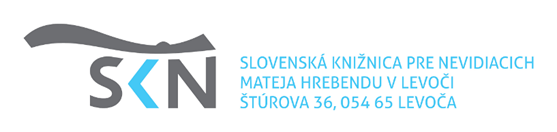 SKN
SLOVENSKÁ KNIŽNICA PRE NEVIDIACICH
MATEJA HREBENDU V LEVOČI
ŠTÚROVA 36, 054 65 LEVOČA